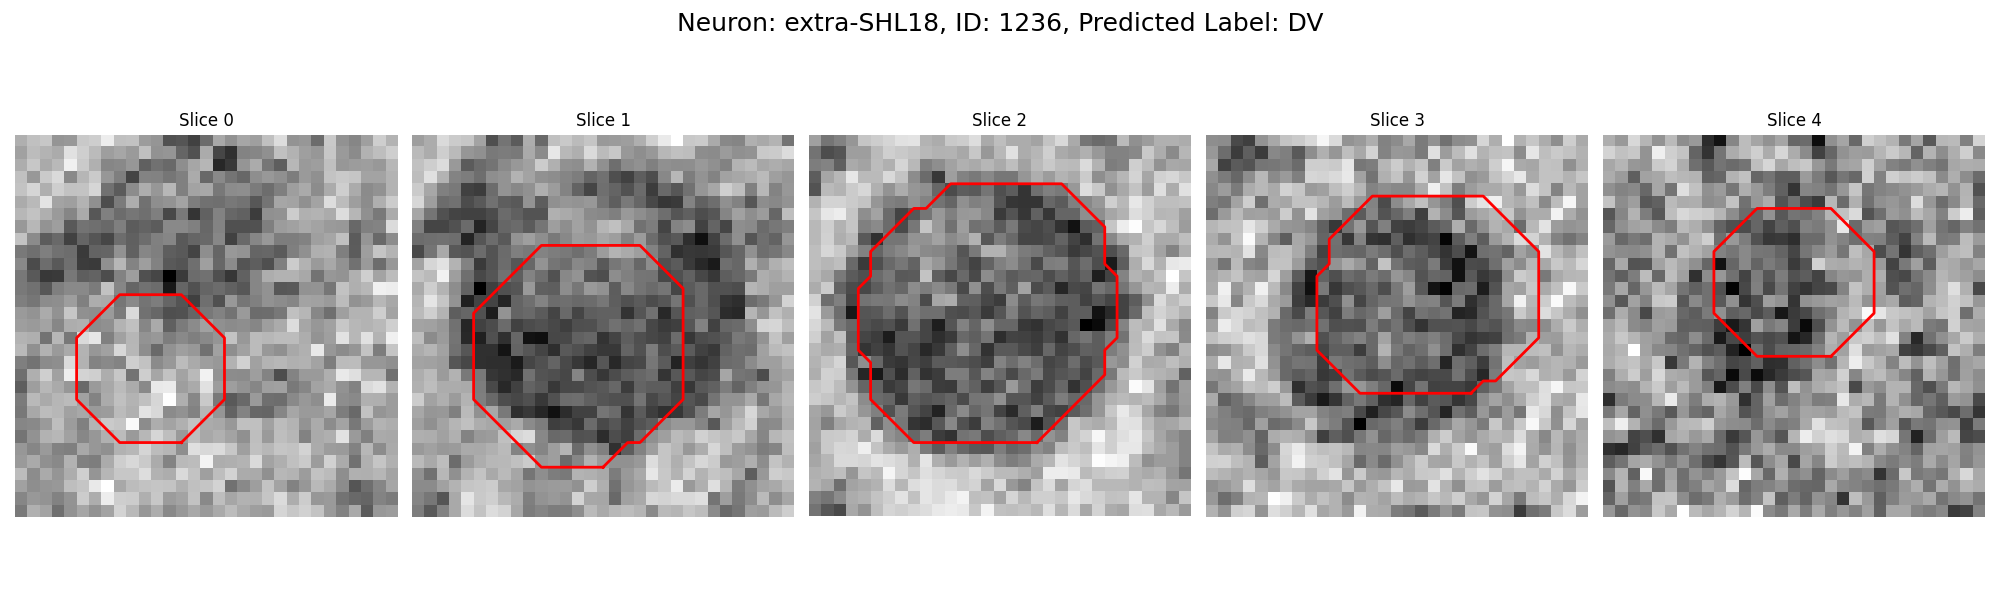 Neuron: extra-SHL18, ID: 1236, Predicted Label: DV
Slice 0
Slice 1
Slice 2
Slice 3
Slice 4